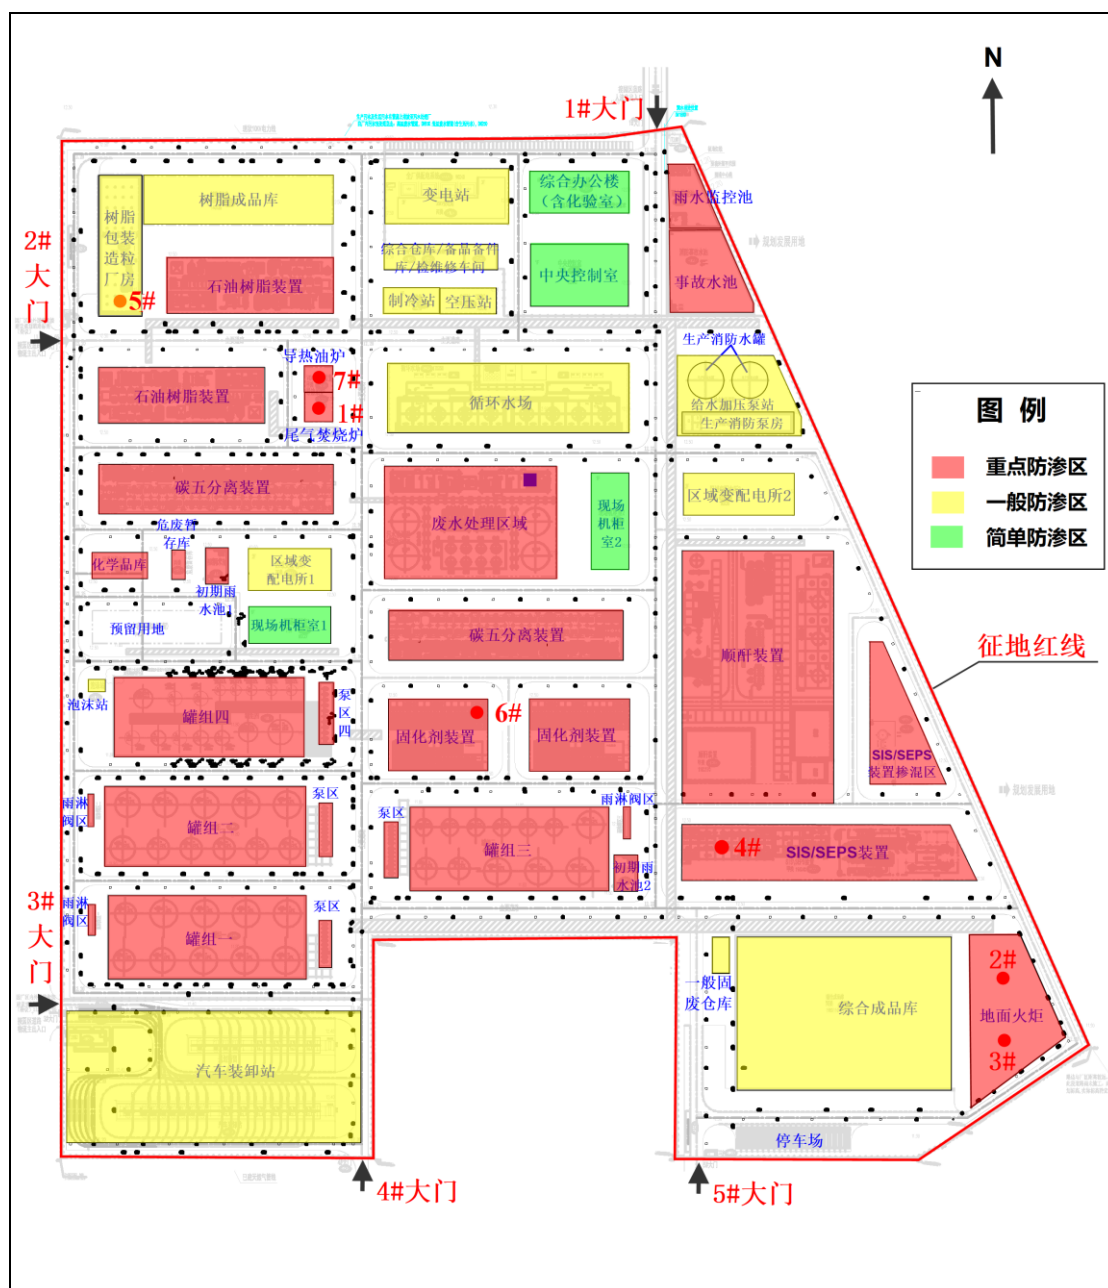 N
1#大门
综合办公楼
（含化验室）
变电站
树脂成品库
雨水监控池
树脂
包装
造粒
厂房
2#
大
门
综合仓库/备品备件
库/检维修车间
中央控制室
事故水池
规划发展用地
石油树脂装置
制冷站
空压站
5#
生产消防水罐
导热油炉
7#
石油树脂装置
1#
循环水场
给水加压泵站
生产消防泵房
尾气焚烧炉
图 例
重点防渗区
一般防渗区
简单防渗区
碳五分离装置
废水处理区域
现场
机柜
室2
区域变配电所2
危废暂
存库
化学品库
区域变
配电所1
初期雨
水池1
预留用地
现场机柜室1
碳五分离装置
顺酐装置
征地红线
泡沫站
罐组四
泵
区
四
6#
固化剂装置
固化剂装置
SIS/SEPS
装置掺混区
规划发展用地
雨淋
阀区
罐组二
泵区
泵区
罐组三
雨淋阀区
初期雨
水池2
4#
SIS/SEPS装置
3#
大
门
雨淋
阀区
罐组一
泵区
一般固
废仓库
综合成品库
2#
地面火炬
3#
汽车装卸站
停车场
4#大门
5#大门